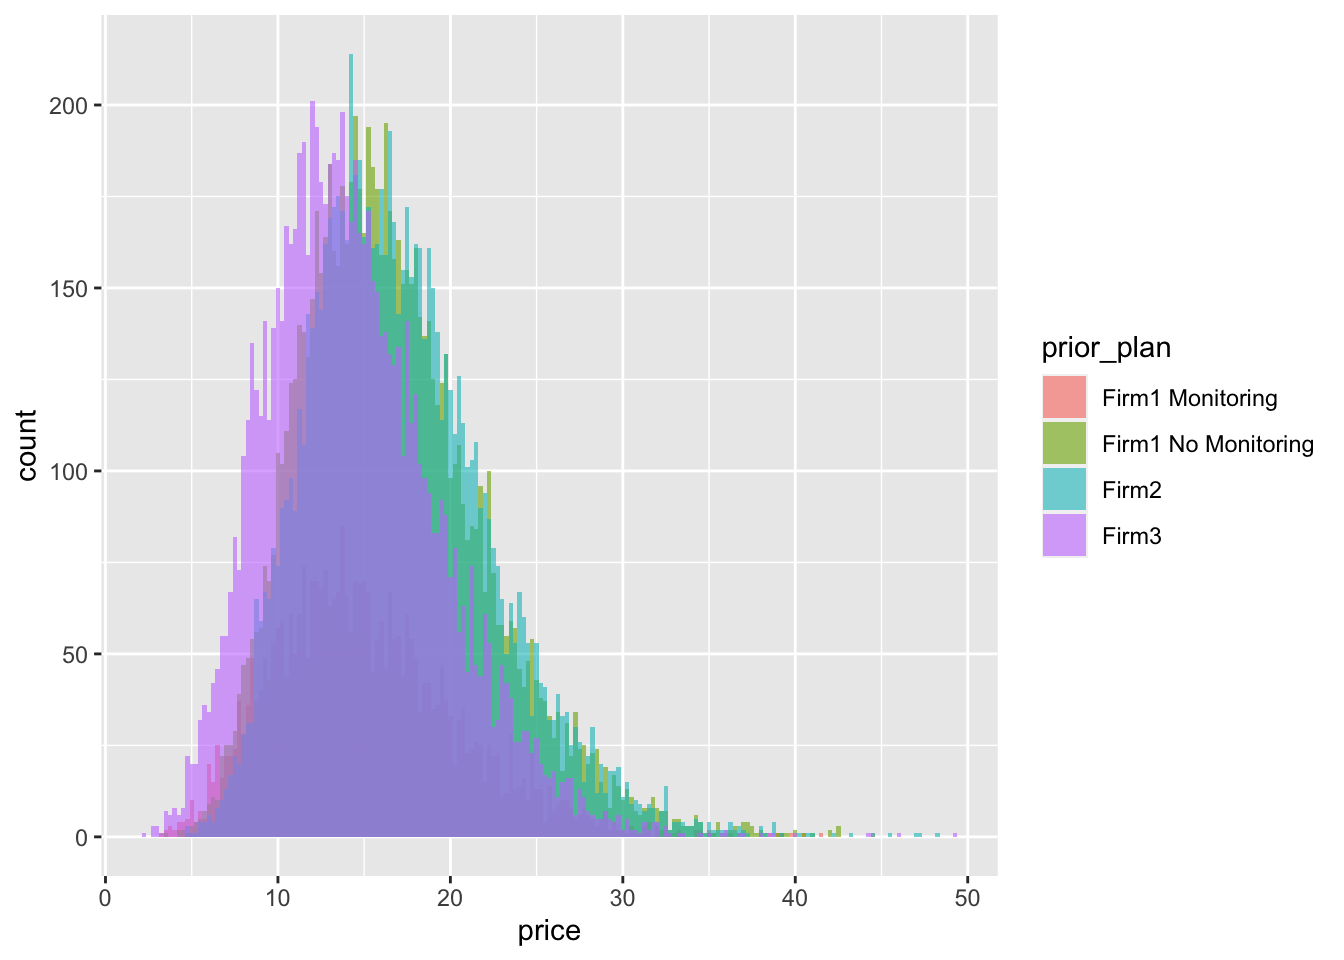 200
150
100
50
0
count
0 10 20 30 40 50
price
prior_plan
Firm1 Monitoring
Firm1 No Monitoring
Firm2
Firm3